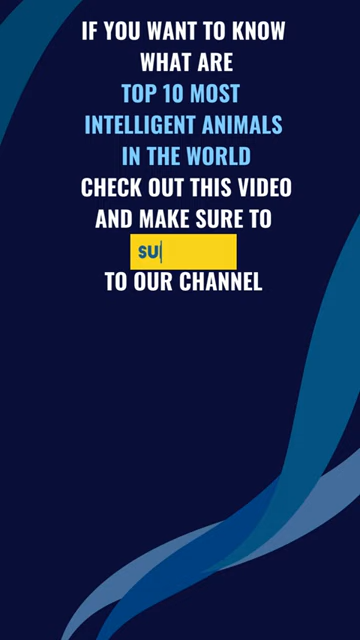 IF YOU WANT TO KNOW
WHAT ARE
TOP 10 MOST
INTELLIGENT ANIMALS
IN THE WORLD
CHECK OUT THIS VIDEO
AND MAKE SURE TO
SU
TO OUR CHANNEL